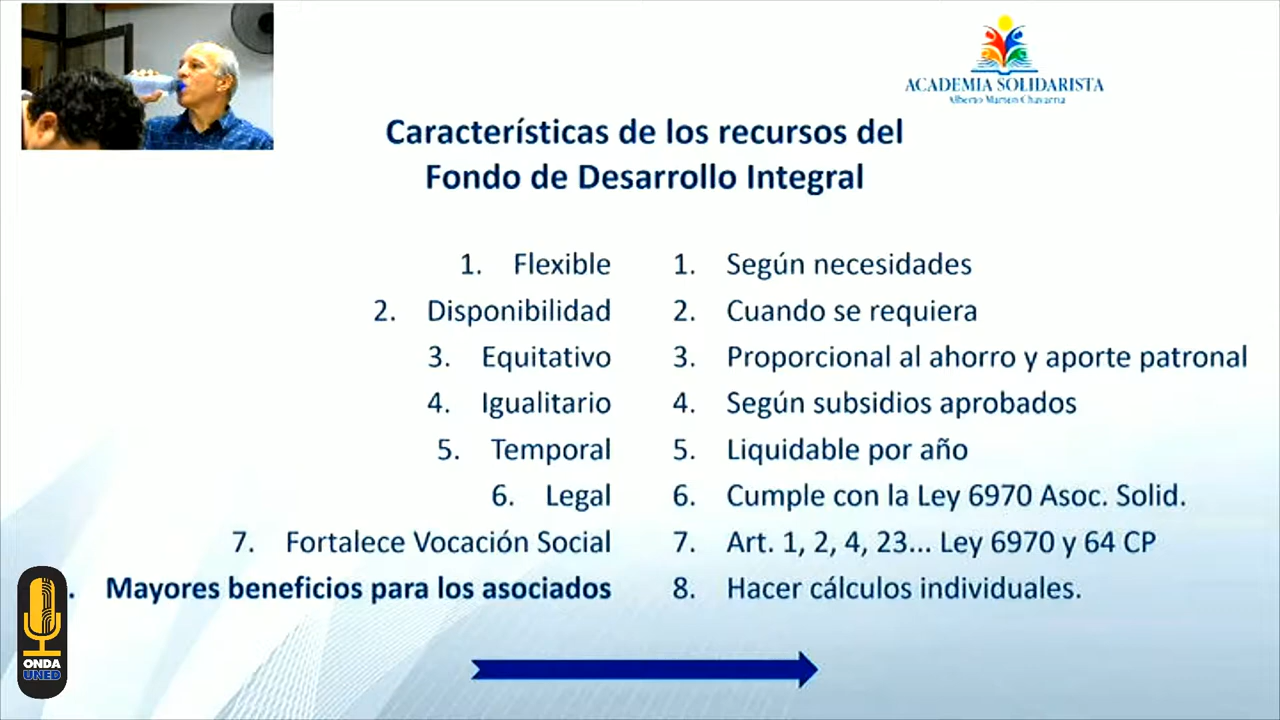 ACADEMIA SOLIDARISTA
Alberto Marten Chavarria
Características de los recursos del
Fondo de Desarrollo Integral
1. Flexible 1. Según necesidades
2. Disponibilidad 2. Cuando se requiera
3. Equitativo 3. Proporcional al ahorro y aporte patronal
4. Igualitario 4. Según subsidios aprobados
5. Temporal 5. Liquidable por año
6. Legal 6. Cumple con la Ley 6970 Asoc. Solid.
7. Fortalece Vocación Social 7. Art. 1, 2, 4, 23... Ley 6970 y 64 CP
. Mayores beneficios para los asociados 8. Hacer cálculos individuales.
ONDA
UNED